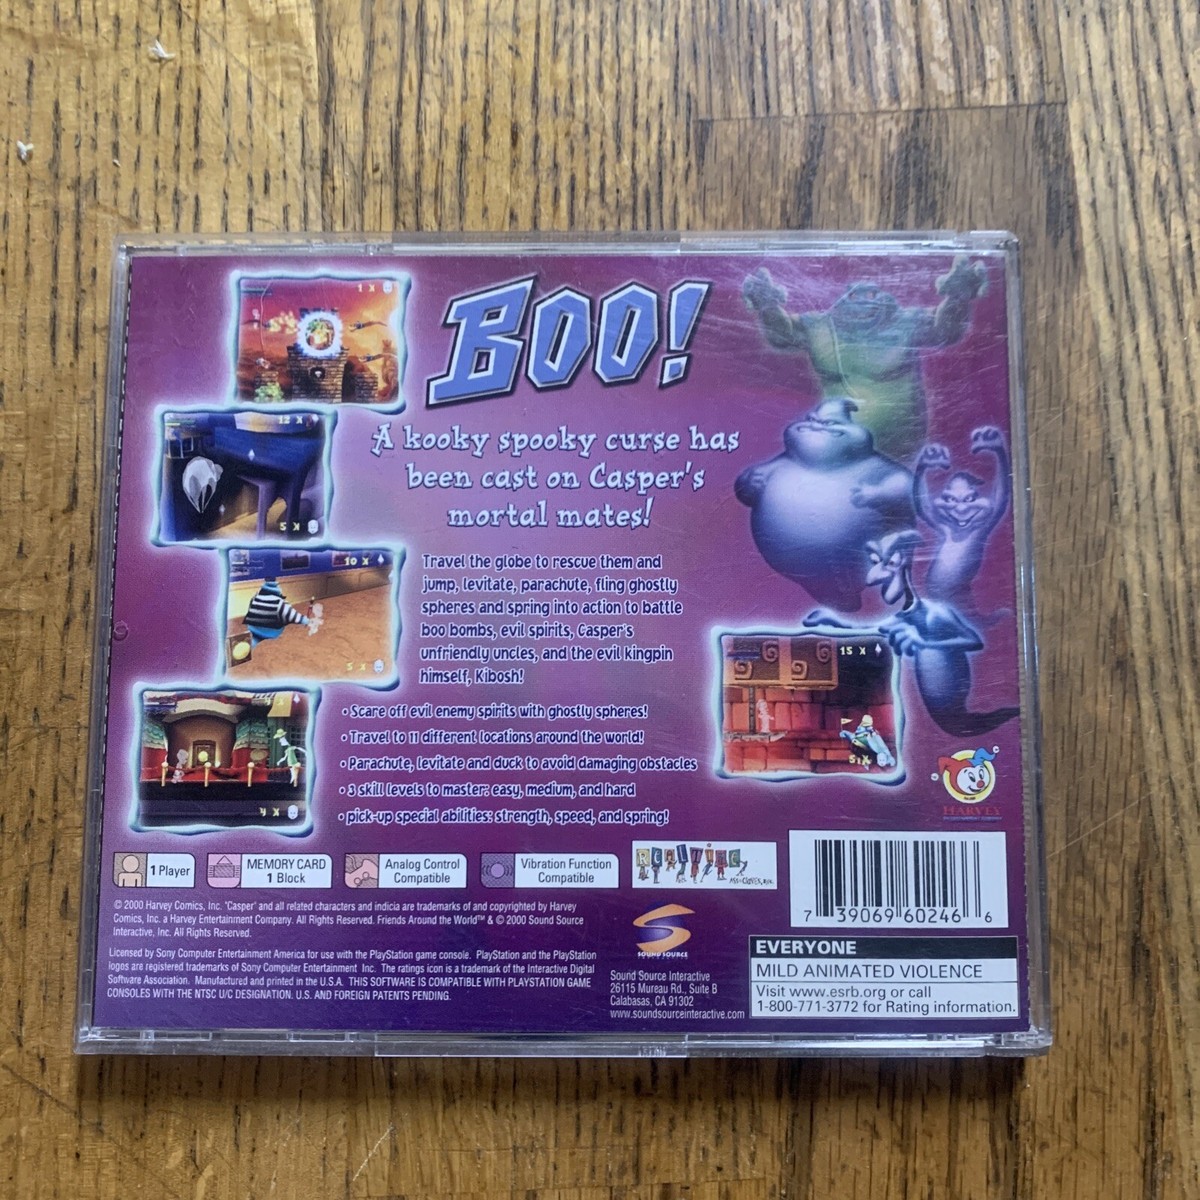 BOO!
A kooky spooky curse has
been cast on Casper's
mortal mates!
Travel the globe to rescue them and
jump, levitate, parachute, fling ghostly
spheres and spring into action to battle
boo bombs, evil spirits, Casper's
unfriendly uncles, and the evil kingpin
himself, Kibosh!
• Scare off evil enemy spirits with ghostly spheres!
• Travel to 11 different locations around the world!
• Parachute, levitate and duck to avoid damaging obstacles
• 3 skill levels to master: easy, medium, and hard
• pick-up special abilities: strength, speed, and spring!
1 X
12 X
5 X
10 X
5 X
4 X
15 X
51X
HARVEY
1 Player
MEMORY CARD
1 Block
Analog Control
Compatible
Vibration Function
Compatible
REALTIME
ASSOCIATES, INC.
7 39069 60246 6
© 2000 Harvey Comics, Inc. "Casper' and all related characters and indicia are trademarks of and copyrighted by Harvey
Comics, Inc. a Harvey Entertainment Company. All Rights Reserved. Friends Around the World™ & © 2000 Sound Source
Interactive, Inc. All Rights Reserved.
Licensed by Sony Computer Entertainment America for use with the PlayStation game console. PlayStation and the PlayStation
logos are registered trademarks of Sony Computer Entertainment Inc. The ratings icon is a trademark of the Interactive Digital
Software Association. Manufactured and printed in the U.S.A. THIS SOFTWARE IS COMPATIBLE WITH PLAYSTATION GAME
CONSOLES WITH THE NTSC U/C DESIGNATION. U.S. AND FOREIGN PATENTS PENDING.
SOUND SOURCE
Sound Source Interactive
26115 Mureau Rd., Suite B
Calabasas, CA 91302
www.soundsourceinteractive.com
EVERYONE
MILD ANIMATED VIOLENCE
Visit www.esrb.org or call
1-800-771-3772 for Rating information.